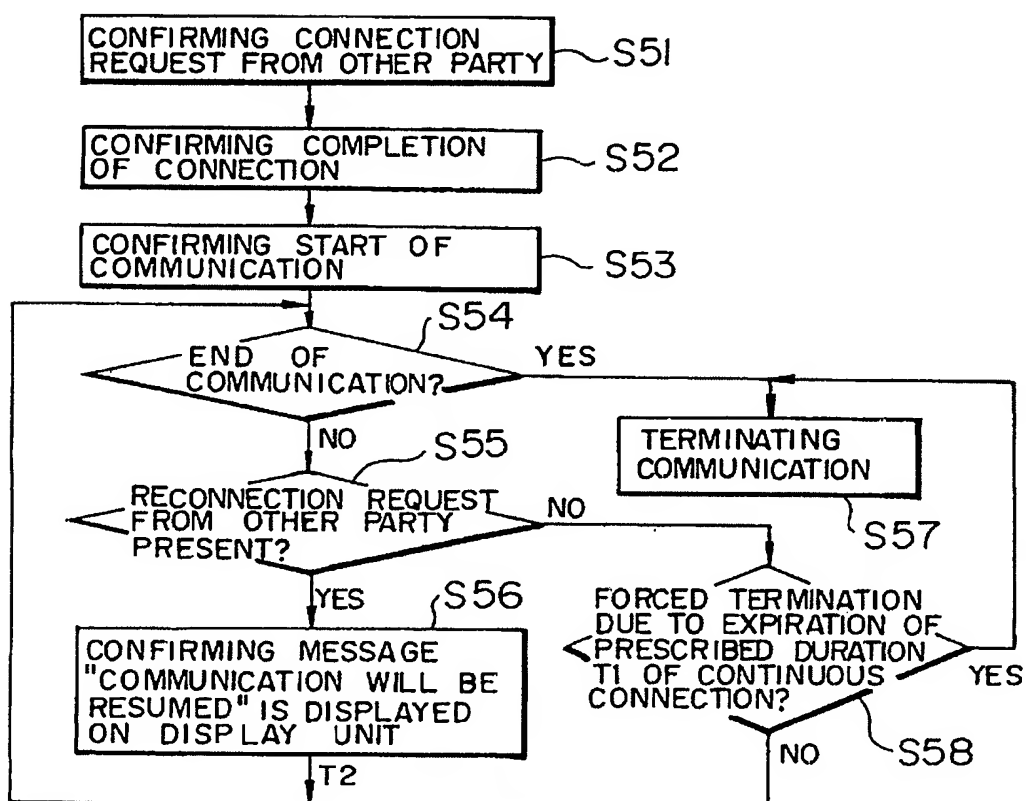 CONFIRMING CONNECTION
REQUEST FROM OTHER PARTY
S51
CONFIRMING COMPLETION
OF CONNECTION
S52
CONFIRMING START OF
COMMUNICATION
S53
S54
END OF
COMMUNICATION?
YES
NO
TERMINATING
COMMUNICATION
S57
S55
RECONNECTION REQUEST
FROM OTHER PARTY
PRESENT?
NO
YES
S56
CONFIRMING MESSAGE
"COMMUNICATION WILL BE
RESUMED" IS DISPLAYED
ON DISPLAY UNIT
T2
FORCED TERMINATION
DUE TO EXPIRATION OF
PRESCRIBED DURATION
T1 OF CONTINUOUS
CONNECTION?
YES
NO
S58